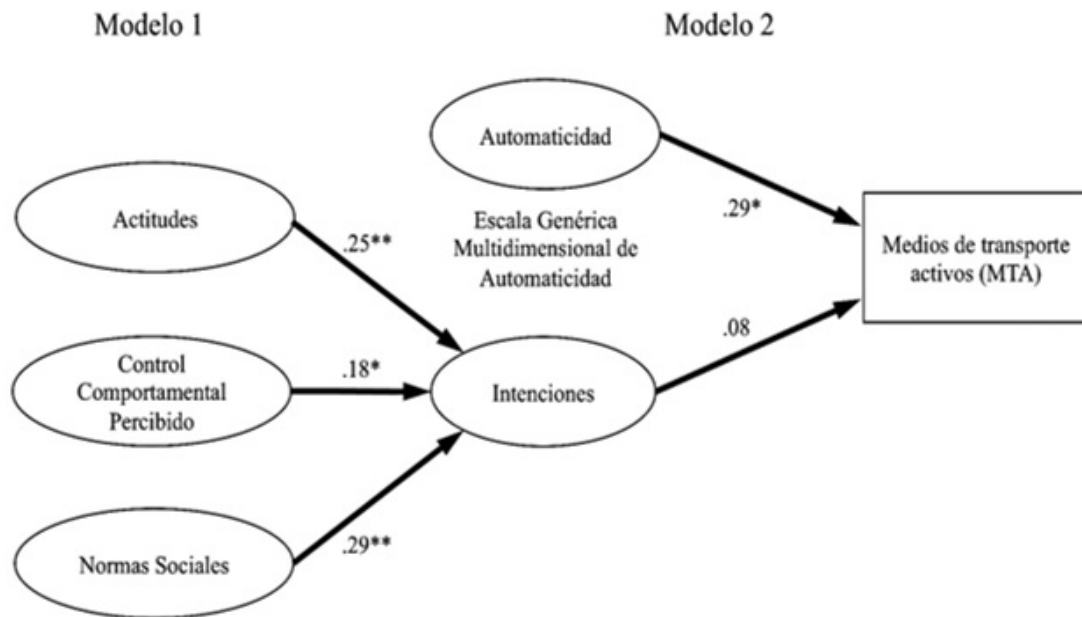 Modelo 1
Modelo 2
Automaticidad
Actitudes
.25**
Escala Genérica
Multidimensional de
Automaticidad
.29*
Medios de transporte
activos (MTA)
Control
Comportamental
Percibido
.18*
Intenciones
.08
Normas Sociales
.29**